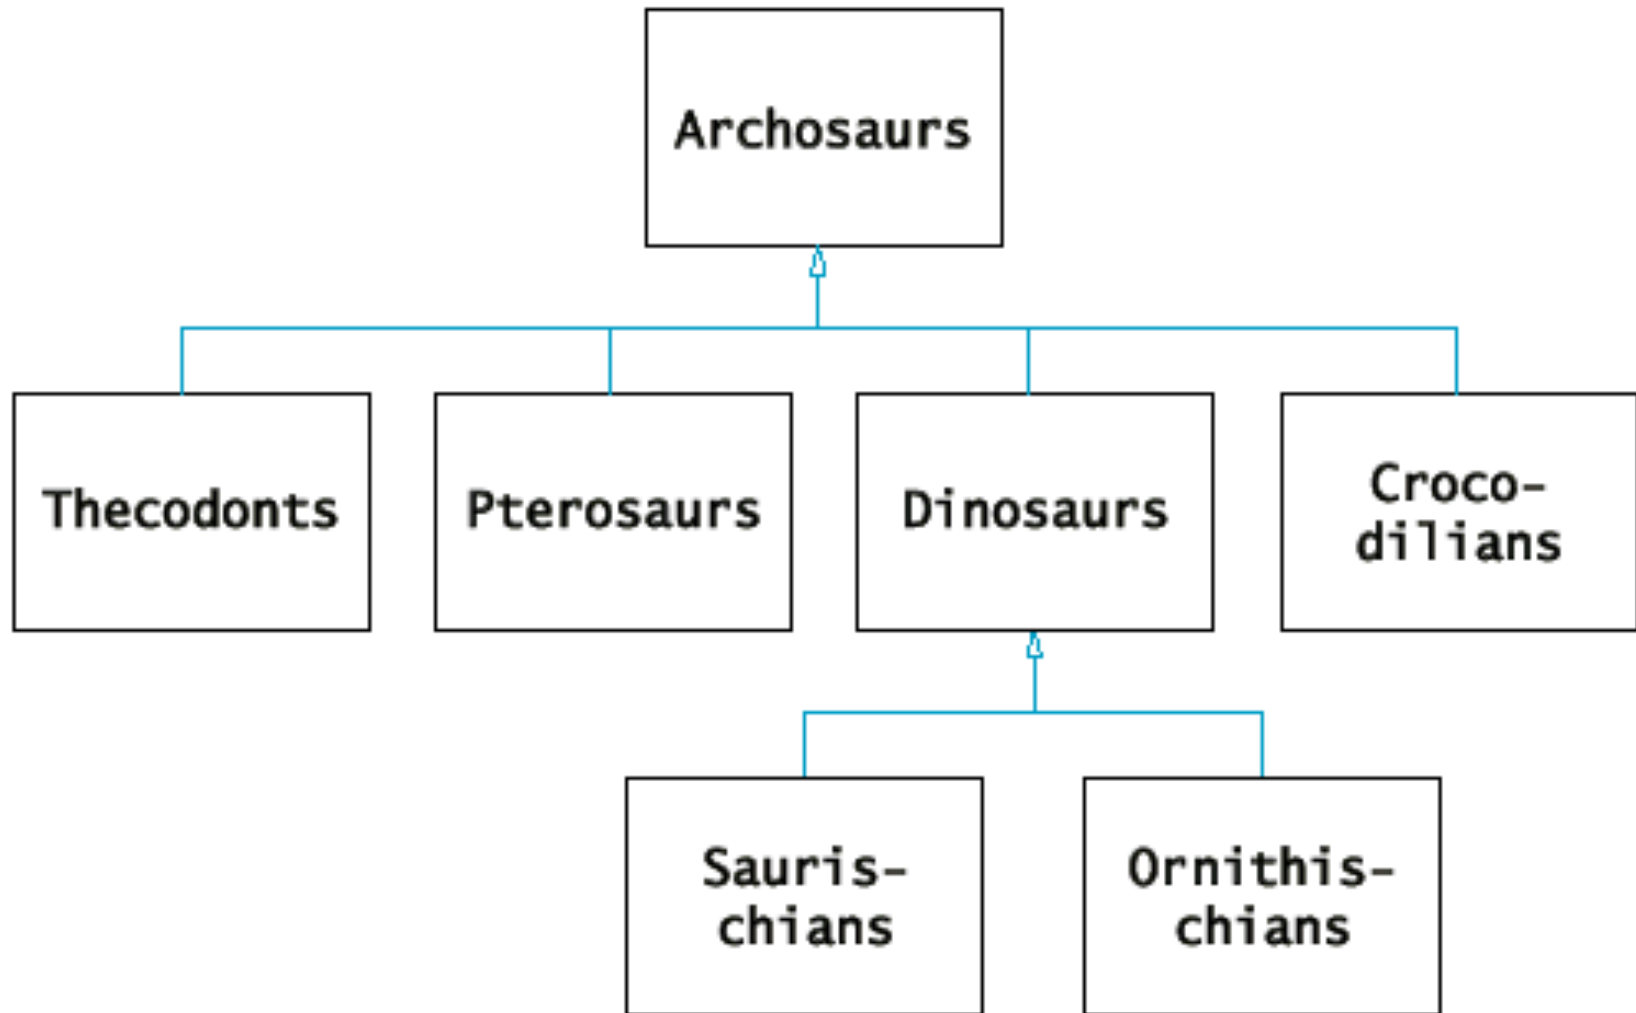 Archosaurs
Thecodonts
Pterosaurs
Dinosaurs
Croco-
dilians
Sauris-
chians
Ornithis-
chians